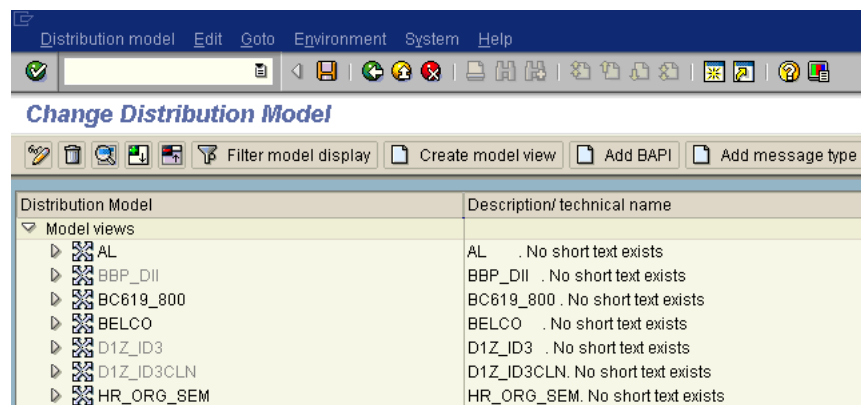 Distribution model Edit Goto Environment System Help
Change Distribution Model
Filter model display Create model view Add BAPI Add message type
Distribution Model Description/ technical name
Model views
AL AL . No short text exists
BBP_DII BBP_DII . No short text exists
BC619_800 BC619_800 . No short text exists
BELCO BELCO . No short text exists
D1Z_ID3 D1Z_ID3 . No short text exists
D1Z_ID3CLN D1Z_ID3CLN. No short text exists
HR_ORG_SEM HR_ORG_SEM. No short text exists